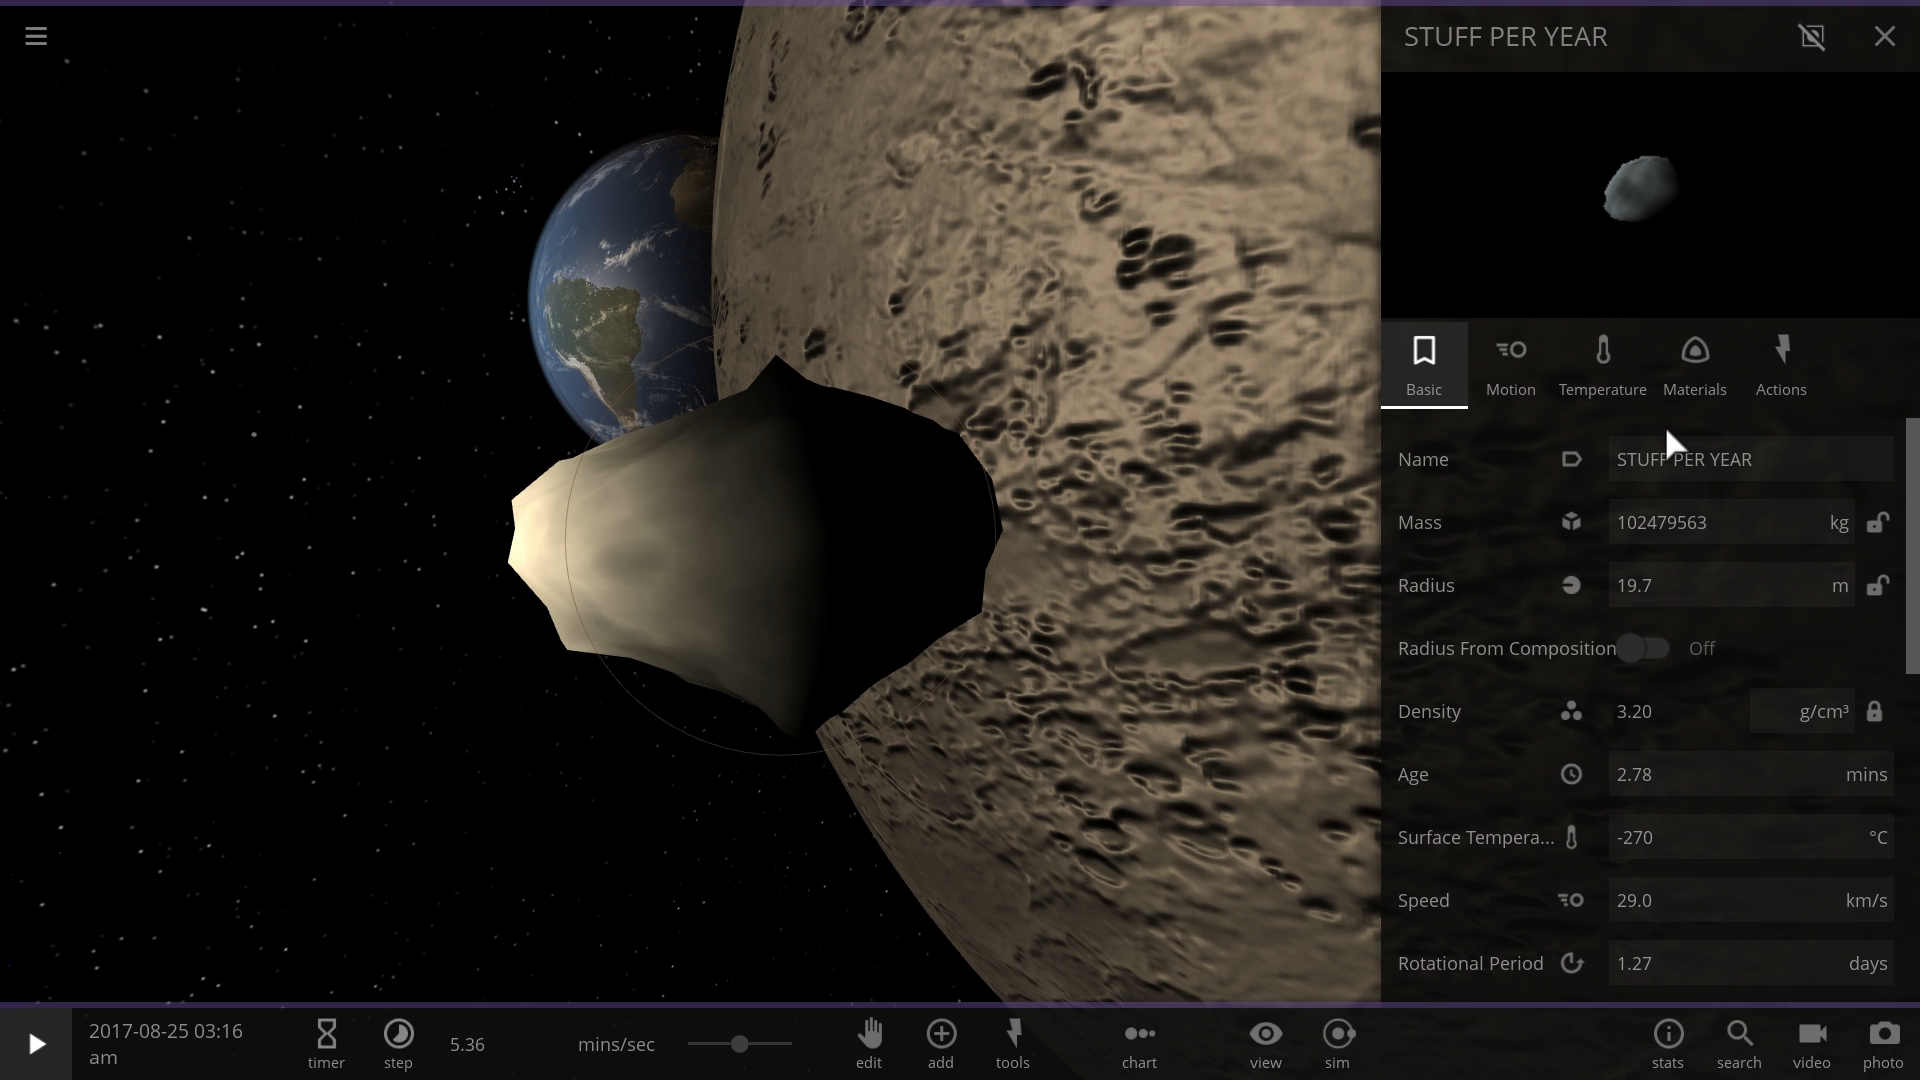 STUFF PER YEAR
Basic
Motion
Temperature
Materials
Actions
Name STUFF PER YEAR
Mass 102479563 kg
Radius 19.7 m
Radius From Composition Off
Density 3.20 g/cm³
Age 2.78 mins
Surface Tempera... -270 °C
Speed 29.0 km/s
Rotational Period 1.27 days
2017-08-25 03:16
am
timer
step
5.36 mins/sec
edit
add
tools
chart
view
sim
stats
search
video
photo